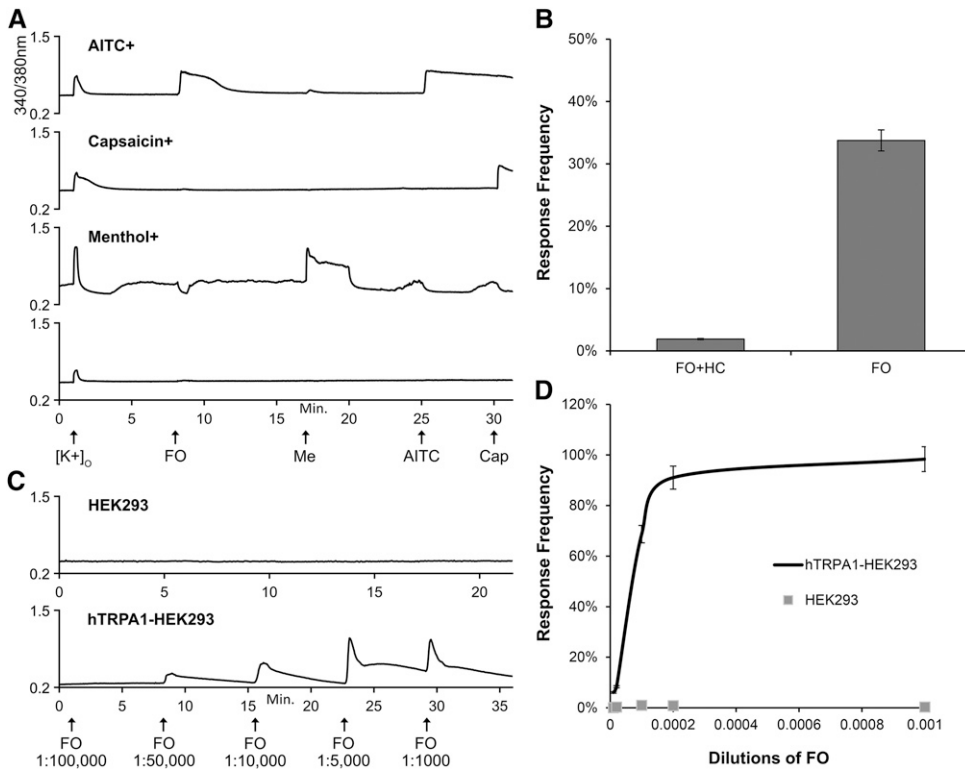 A
1.5
340/380nm
AITC+
0.2
1.5
Capsaicin+
0.2
1.5
Menthol+
0.2
1.5
0.2
0 5 10 15 Min. 20 25 30
[K+]o FO Me AITC Cap
B
50%
40%
30%
20%
10%
0%
Response Frequency
FO+HC FO
C
1.5
HEK293
0.2
0 5 10 15 20
1.5
hTRPA1-HEK293
0.2
0 5 10 15 Min. 20 25 30 35
FO FO FO FO FO
1:100,000 1:50,000 1:10,000 1:5,000 1:1000
D
120%
100%
80%
60%
40%
20%
0%
Response Frequency
hTRPA1-HEK293
HEK293
0 0.0002 0.0004 0.0006 0.0008 0.001
Dilutions of FO